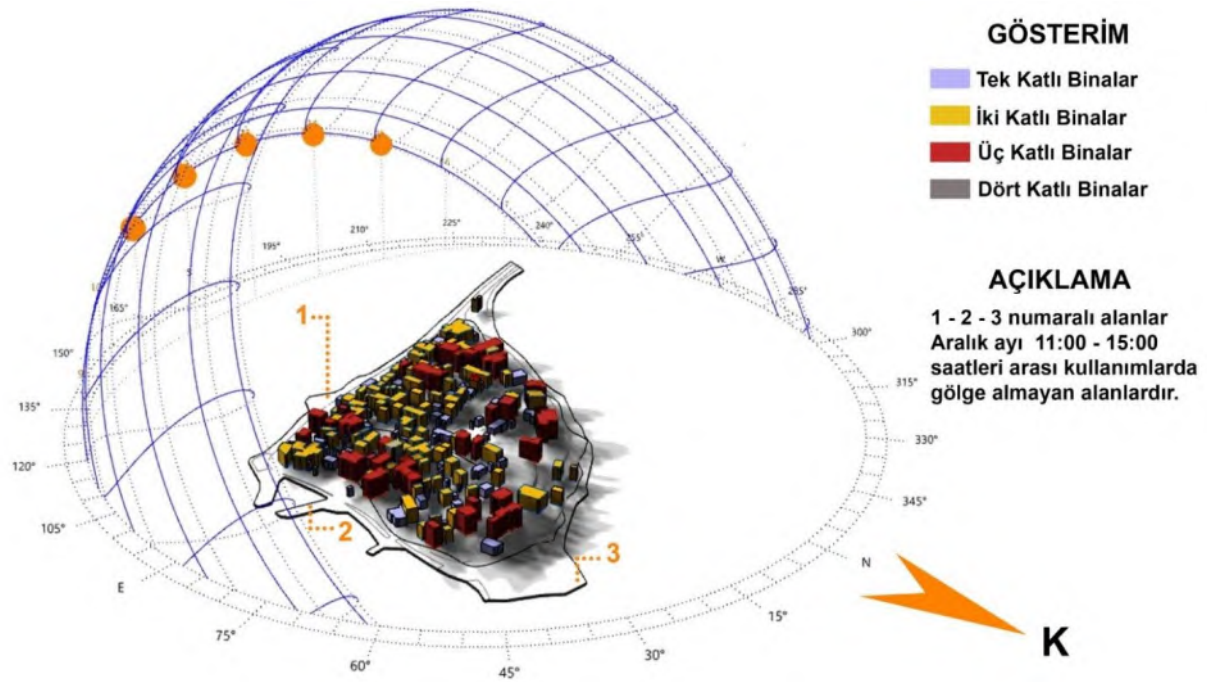 GÖSTERİM
Tek Katlı Binalar
İki Katlı Binalar
Üç Katlı Binalar
Dört Katlı Binalar
AÇIKLAMA
1 - 2 - 3 numaralı alanlar
Aralık ayı 11:00 - 15:00
saatleri arası kullanımlarda
gölge almayan alanlardır.
225°
240°
210°
195°
255°
W
S
285°
165°
300°
1
150°
315°
135°
330°
120°
345°
105°
2
3
N
E
15°
75°
30°
K
60°
45°